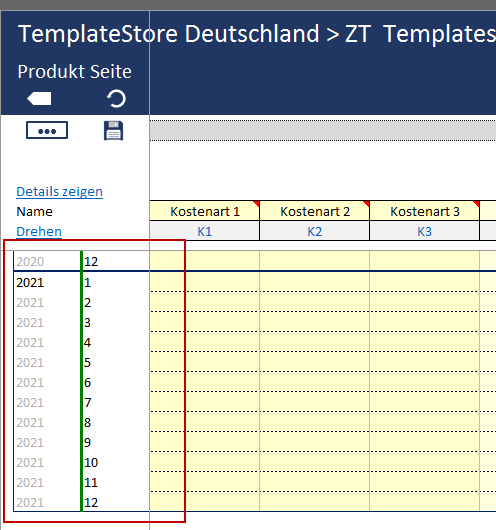 TemplateStore Deutschland > ZT Templates
Produkt Seite
Details zeigen
Name Kostenart 1 Kostenart 2 Kostenart 3
Drehen K1 K2 K3
2020 12
2021 1
2021 2
2021 3
2021 4
2021 5
2021 6
2021 7
2021 8
2021 9
2021 10
2021 11
2021 12